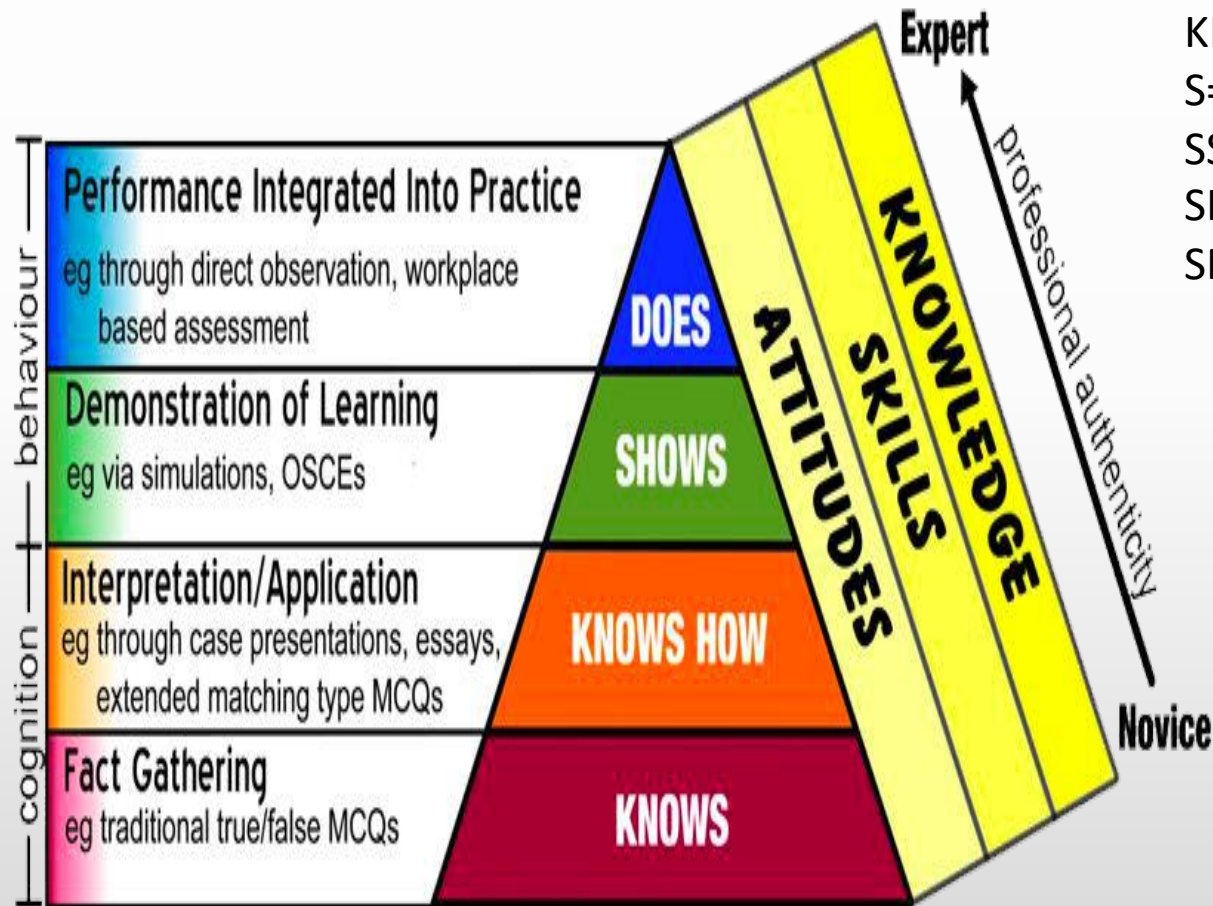 Expert
professional authenticity
Novice
Performance Integrated Into Practice
eg through direct observation, workplace
based assessment
DOES
Demonstration of Learning
eg via simulations, OSCEs
SHOWS
Interpretation/Application
eg through case presentations, essays,
extended matching type MCQs
KNOWS HOW
Fact Gathering
eg traditional true/false MCQs
KNOWS
behaviour
cognition
ATTITUDES
SKILLS
KNOWLEDGE
S=